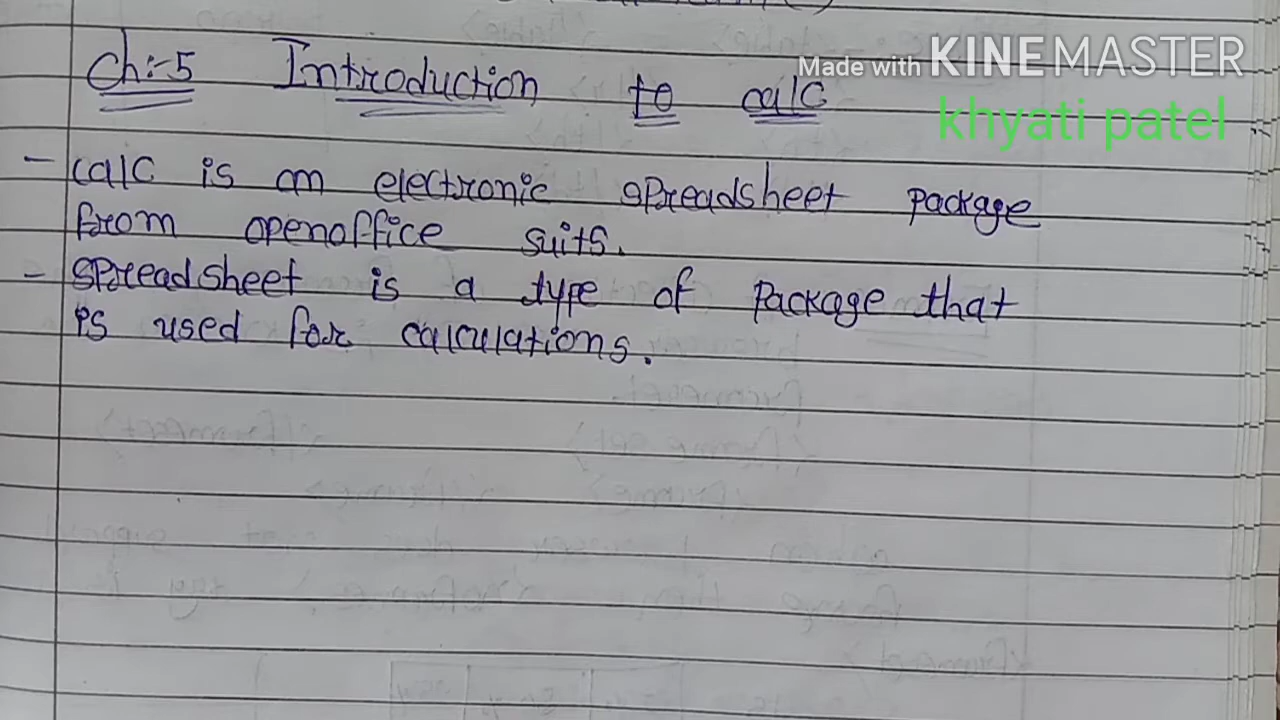 Made with KINEMASTER
khyati patel
Ch:-5 Introduction to calc
- calc is an electronic spreadsheet package
from openoffice suits.
- spreadsheet is a type of package that
is used for calculations.